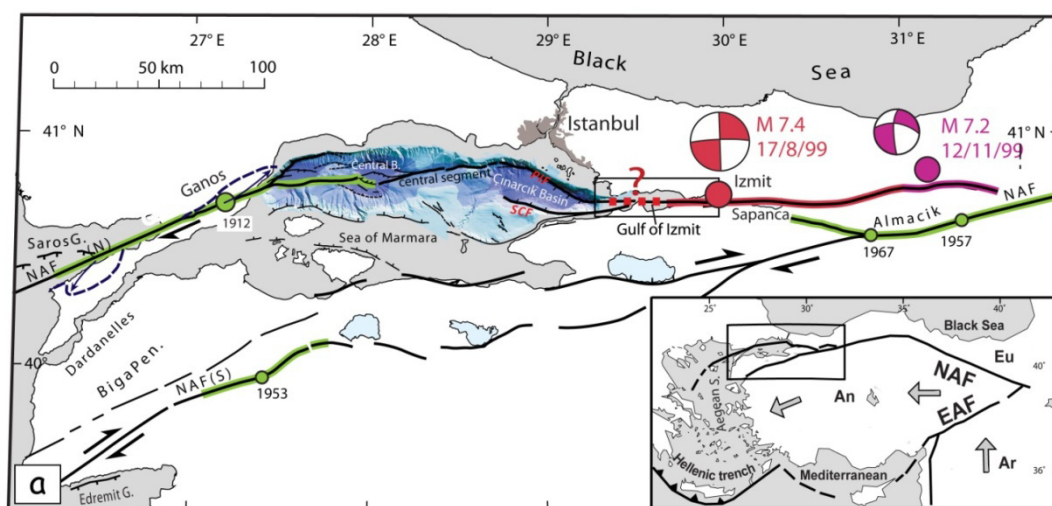 27°E
28°
29°
30°
31°E
0 50 km 100
Black
Sea
41° N
Istanbul
M 7.4
17/8/99
M 7.2
12/11/99
41° N
Ganos
Central B.
central segment
Çınarcık Basin
?
Izmit
1912
SCF
Sapanca
NAF
Almacik
Saros G.
NAF (N)
Sea of Marmara
Gulf of Izmit
1967
1957
Dardanelles
40°
Biga Pen.
NAF(S)
1953
a
Edremit G.
25°
30°
35°
40°
Black Sea
Eu
40°
NAF
An
EAF
Aegean S.
Ar
36°
Hellenic trench
Mediterranean